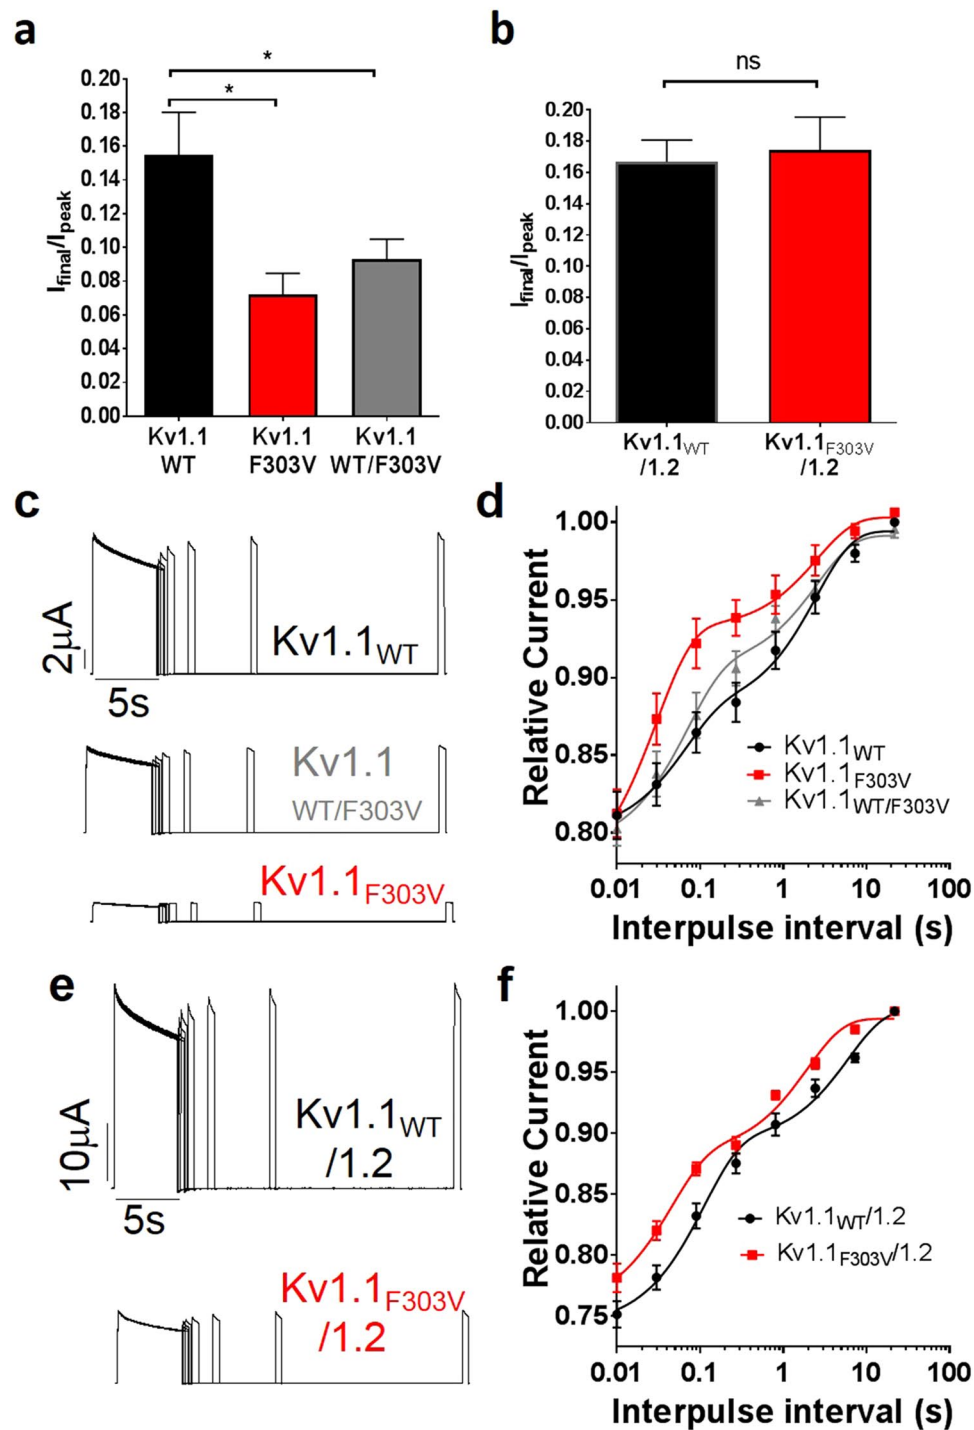 a
*
*
0.20
0.18
0.16
0.14
0.12
0.10
0.08
0.06
0.04
0.02
0.00
Ifinal/Ipeak
Kv1.1
WT
Kv1.1
F303V
Kv1.1
WT/F303V
b
ns
0.20
0.18
0.16
0.14
0.12
0.10
0.08
0.06
0.04
0.02
0.00
Ifinal/Ipeak
Kv1.1WT
/1.2
Kv1.1F303V
/1.2
c
2µA
5s
Kv1.1WT
Kv1.1
WT/F303V
Kv1.1F303V
d
1.00
0.95
0.90
0.85
0.80
Relative Current
Kv1.1WT
Kv1.1F303V
Kv1.1WT/F303V
0.01
0.1
1
10
100
Interpulse interval (s)
e
10µA
5s
Kv1.1WT
/1.2
Kv1.1F303V
/1.2
f
1.00
0.95
0.90
0.85
0.80
0.75
Relative Current
Kv1.1WT/1.2
Kv1.1F303V/1.2
0.01
0.1
1
10
100
Interpulse interval (s)